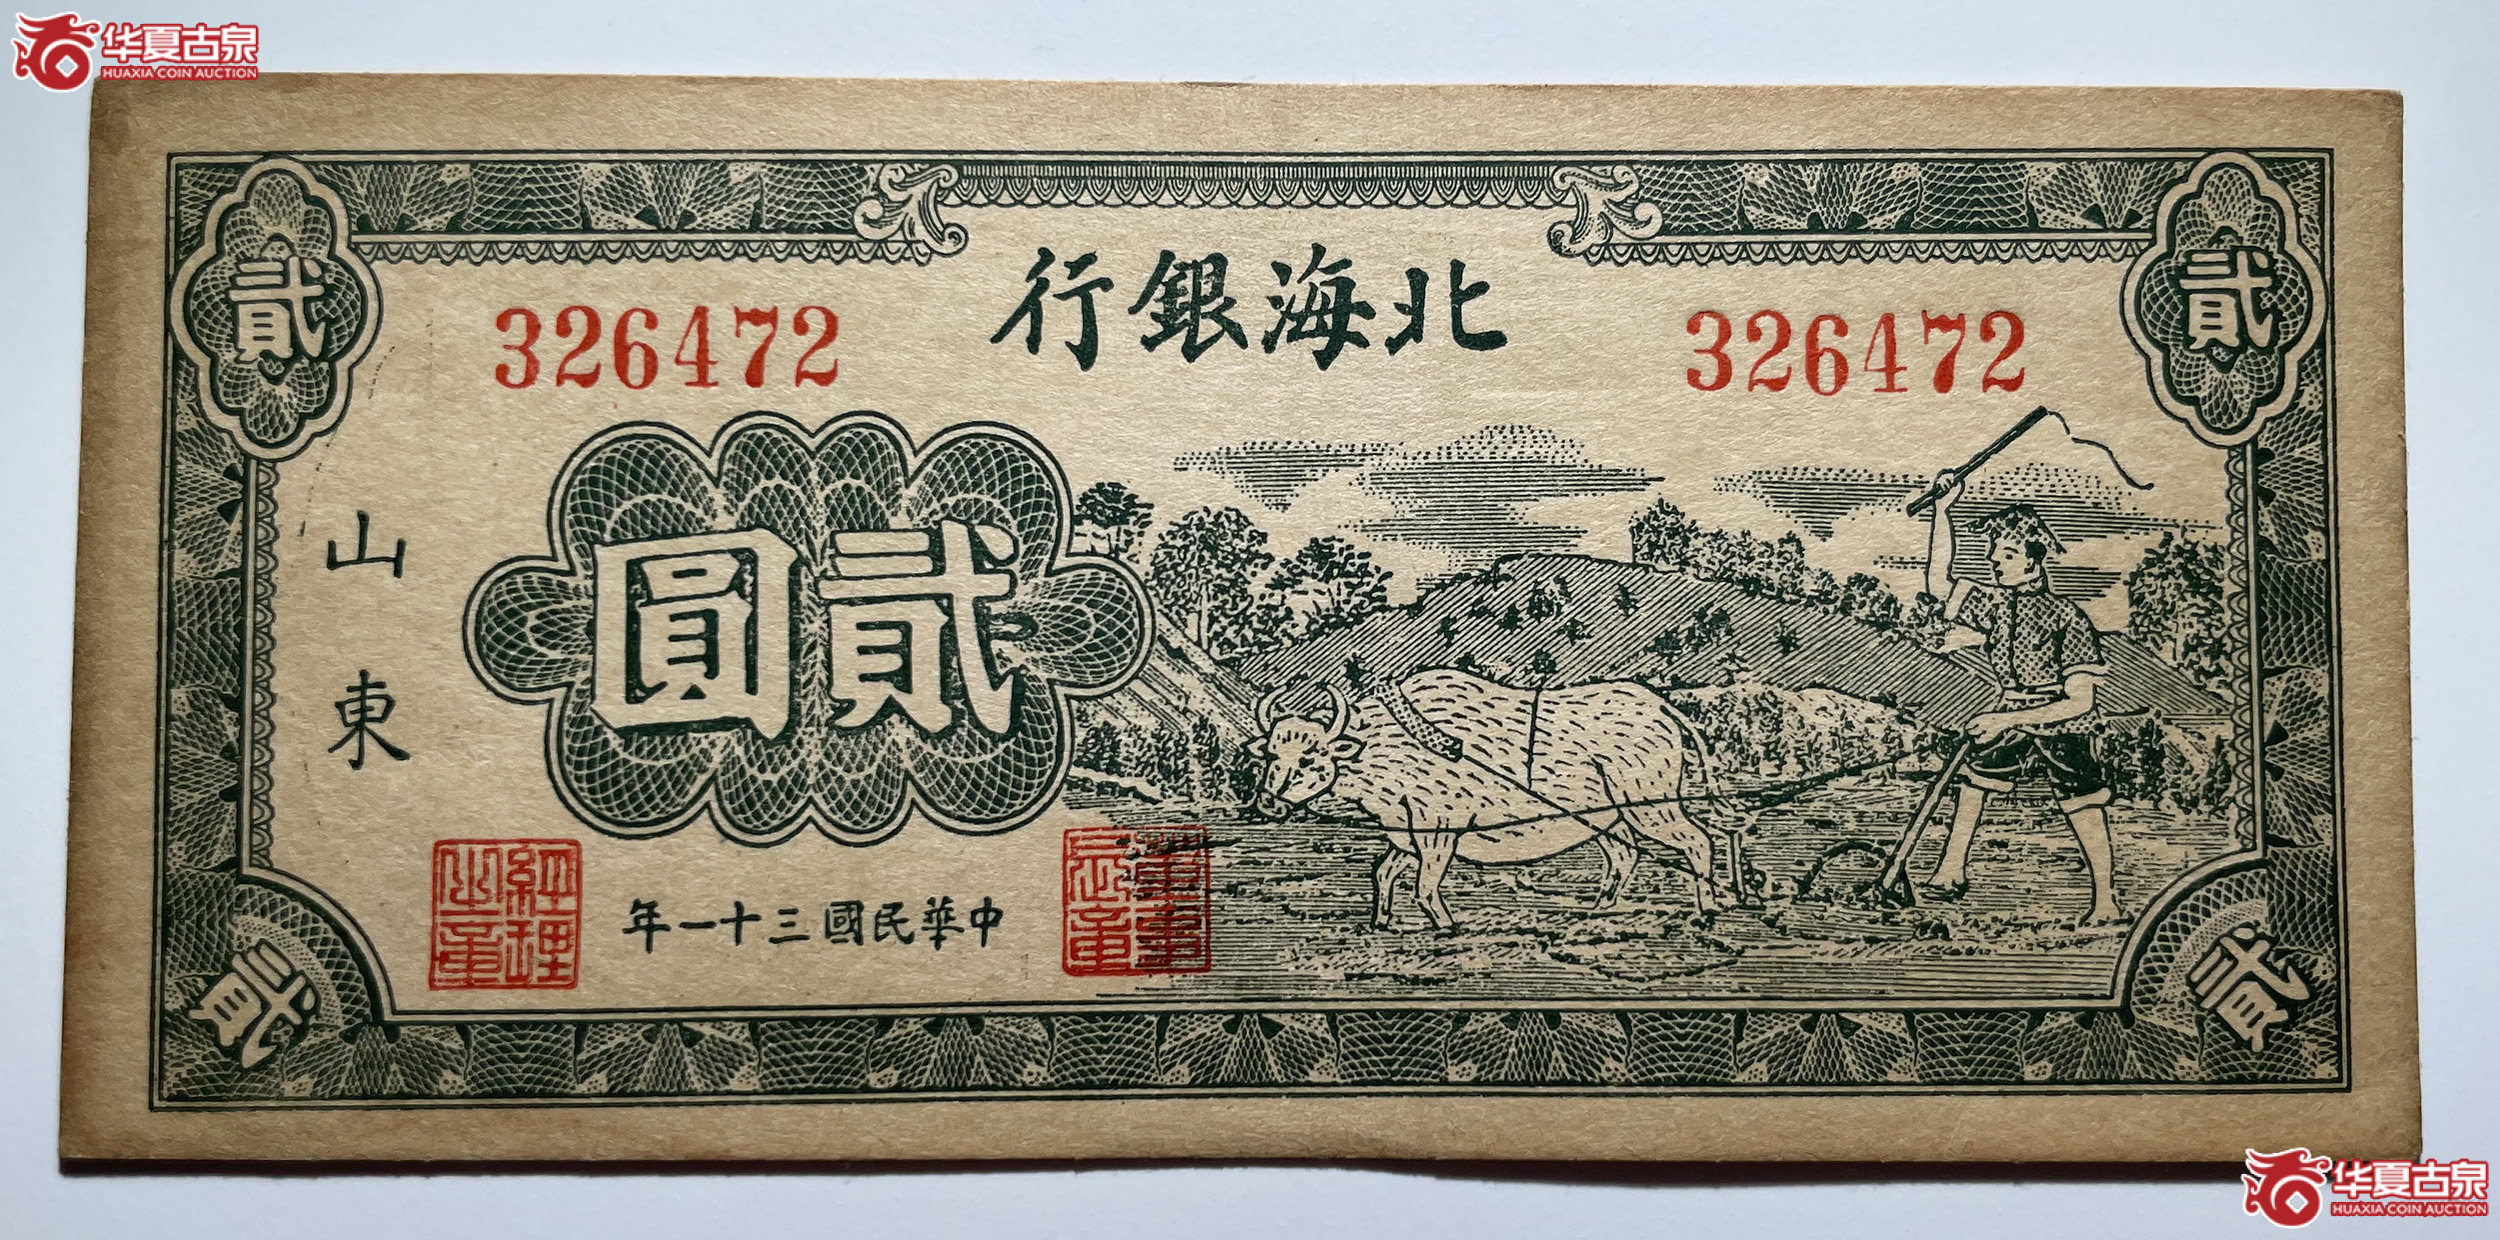 华夏古泉
HUAXIA COIN AUCTION
北海銀行
貳
貳
326472
326472
貳圓
山東
中華民國三十一年
經理之章
貳
貳
华夏古泉
HUAXIA COIN AUCTION